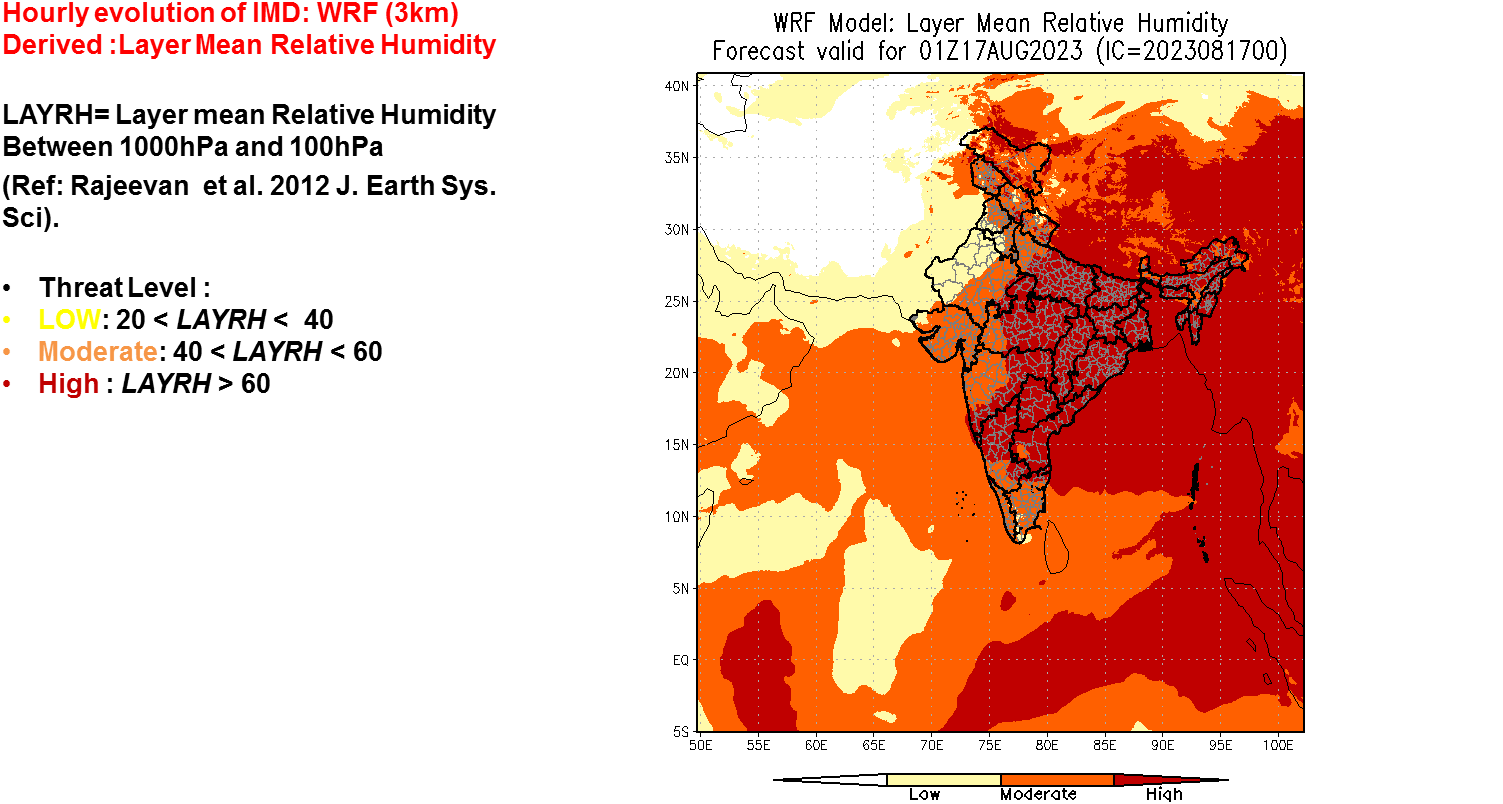 Hourly evolution of IMD: WRF (3km)
Derived :Layer Mean Relative Humidity
LAYRH= Layer mean Relative Humidity
Between 1000hPa and 100hPa
(Ref: Rajeevan et al. 2012 J. Earth Sys.
Sci).
• Threat Level :
• LOW: 20 < LAYRH < 40
• Moderate: 40 < LAYRH < 60
• High : LAYRH > 60
WRF Model: Layer Mean Relative Humidity
Forecast valid for 01Z17AUG2023 (IC=2023081700)
40N
35N
30N
25N
20N
15N
10N
5N
EQ
5S
50E 55E 60E 65E 70E 75E 80E 85E 90E 95E 100E
Low Moderate High